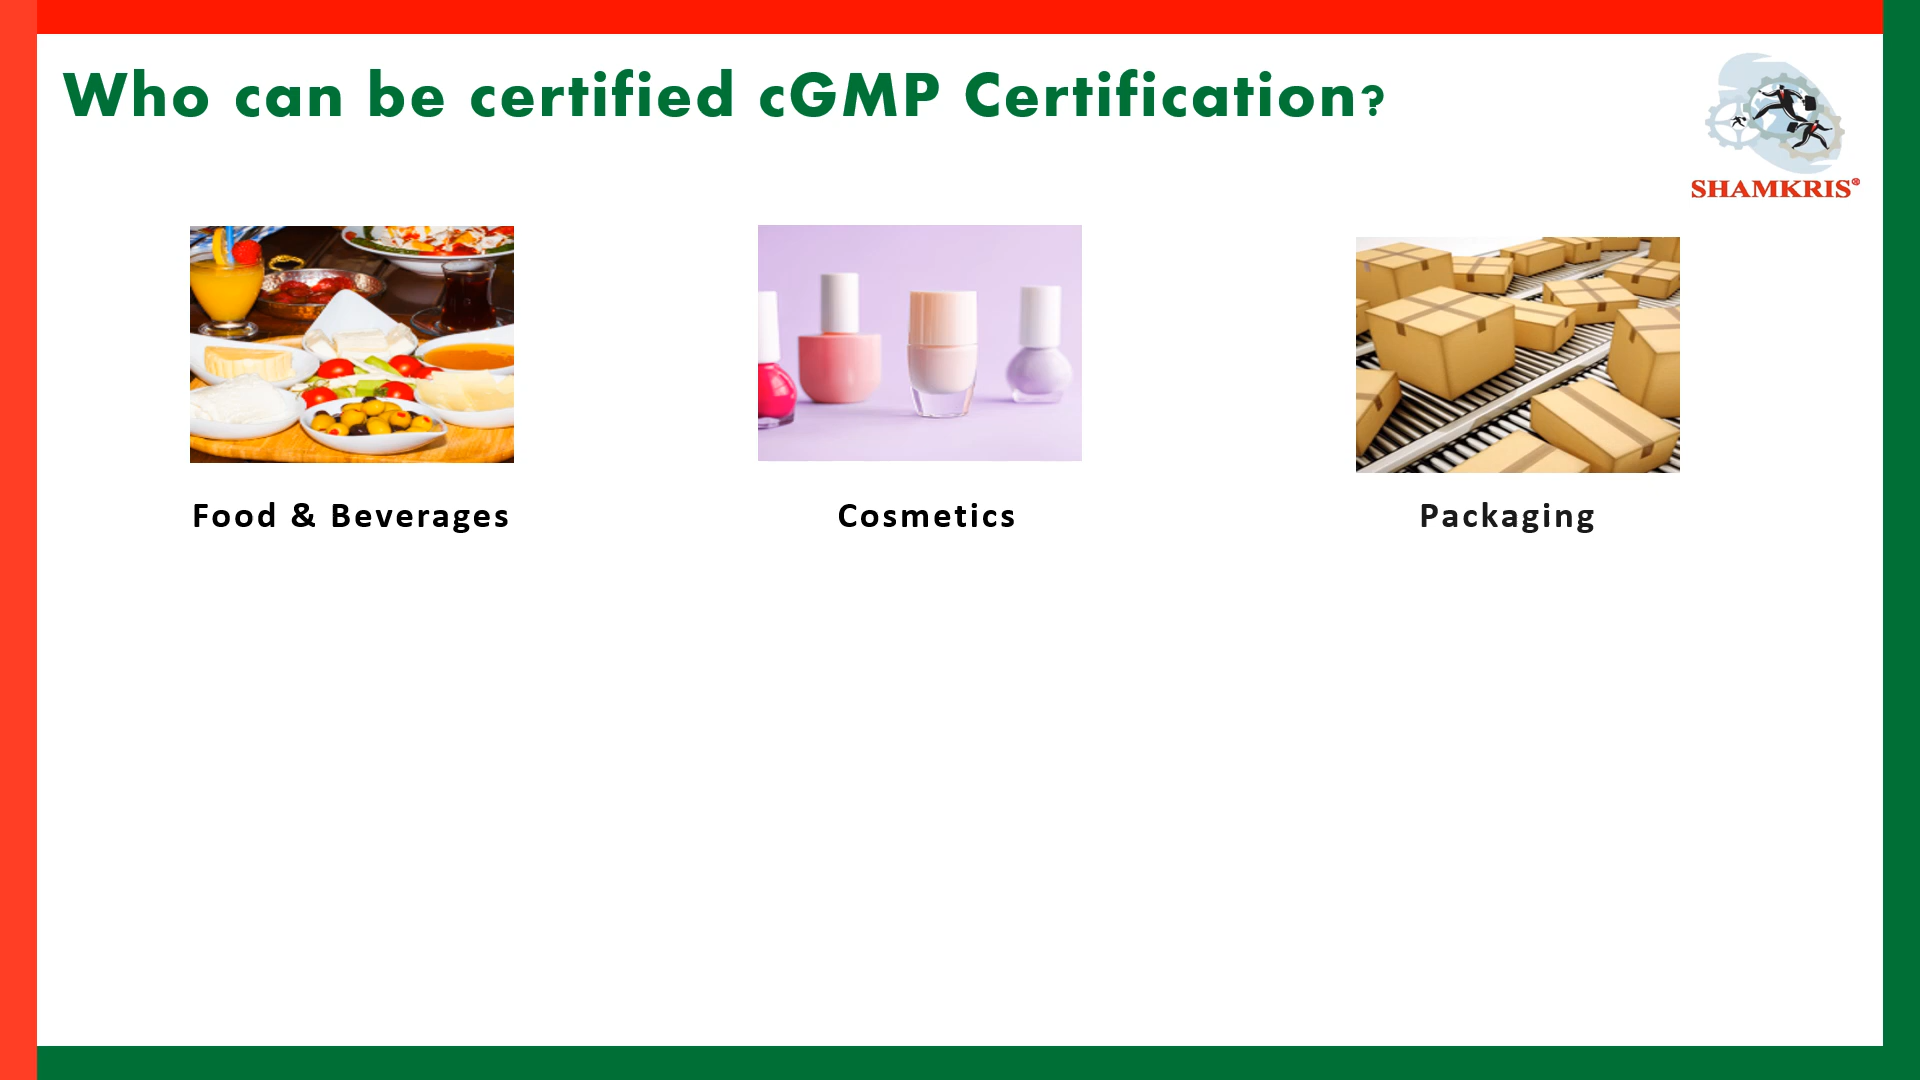 Who can be certified cGMP Certification?
SHAMKRIS®
Food & Beverages
Cosmetics
Packaging